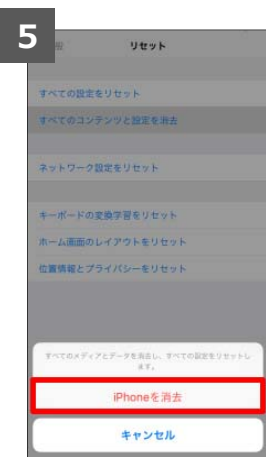 5
般
リセット
すべての設定をリセット
すべてのコンテンツと設定を消去
ネットワーク設定をリセット
キーボードの変換学習をリセット
ホーム画面のレイアウトをリセット
位置情報とプライバシーをリセット
すべてのメディアとデータを消去し、すべての設定をリセットし
ます。
iPhoneを消去
キャンセル